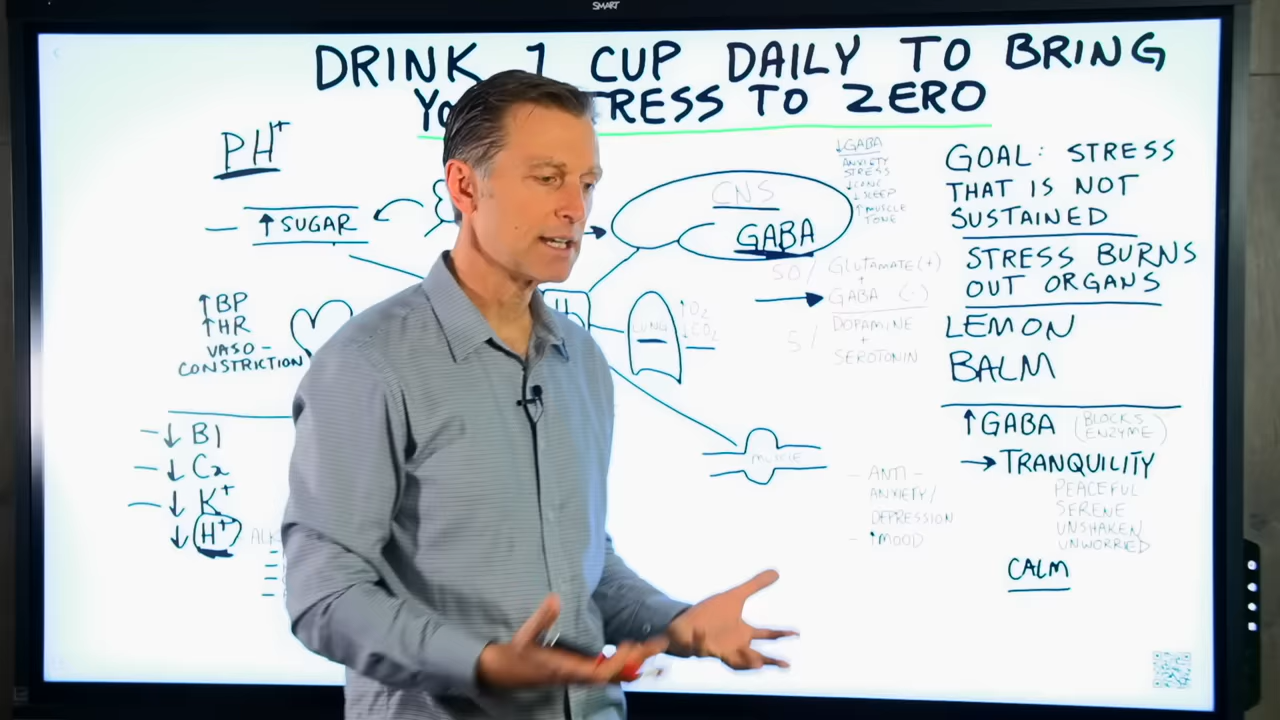 SMART
DRINK 1 CUP DAILY TO BRING
STRESS TO ZERO
PH+
↑ SUGAR
↑BP
↑HR
VASO-
CONSTRICTION
- ↓ B1
- ↓ Ca
- ↓ K+
↓ H+
CNS
GABA
LUNG
↑O2
↓CO2
MUSCLE
↓GABA
ANXIETY
STRESS
↓CONC
↓SLEEP
↑MUSCLE
TONE
50/ GLUTAMATE (+)
+
GABA (-)
5/ DOPAMINE
+
SEROTONIN
- ANTI-
ANXIETY/
DEPRESSION
- ↑MOOD
GOAL: STRESS
THAT IS NOT
SUSTAINED
STRESS BURNS
OUT ORGANS
LEMON
BALM
↑GABA (BLOCKS
ENZYME)
→ TRANQUILITY
PEACEFUL
SERENE
UNSHAKEN
UNWORRIED
CALM